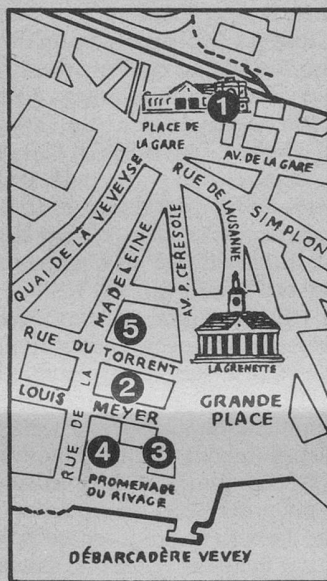 1
PLACE DE
LA GARE
AV. DE LA GARE
QUAI DE LA VEVEYSE
RUE DE LAUSANNE
SIMPLON
MADELEINE
AV. P. CERESOLE
5
RUE DU TORRENT
LA GRENETTE
2
LOUIS
MEYER
GRANDE
PLACE
RUE DE LA
4
3
PROMENADE
DU RIVAGE
DÉBARCADÈRE VEVEY